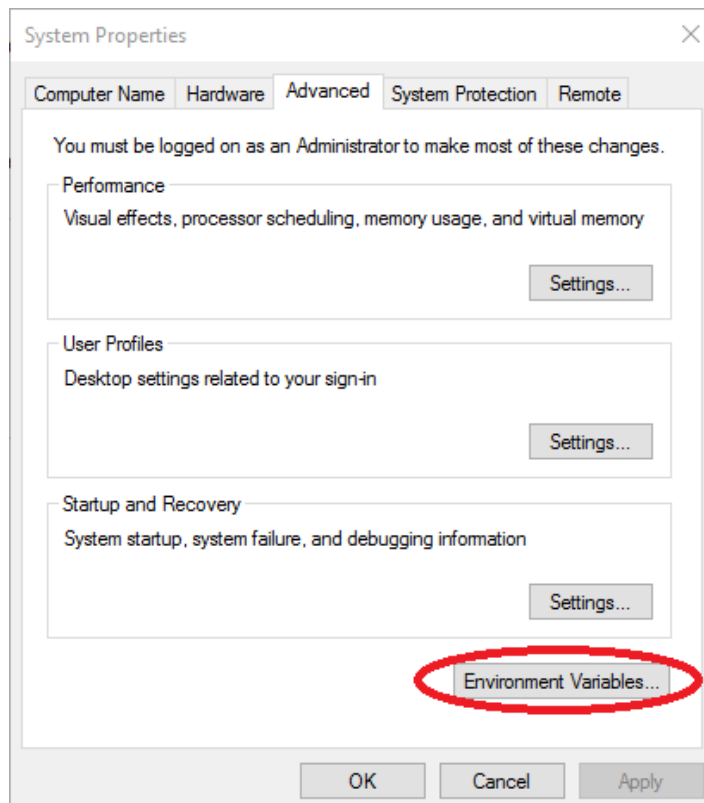 System Properties
Computer Name Hardware Advanced System Protection Remote
You must be logged on as an Administrator to make most of these changes.
Performance
Visual effects, processor scheduling, memory usage, and virtual memory
Settings...
User Profiles
Desktop settings related to your sign-in
Settings...
Startup and Recovery
System startup, system failure, and debugging information
Settings...
Environment Variables...
OK Cancel Apply